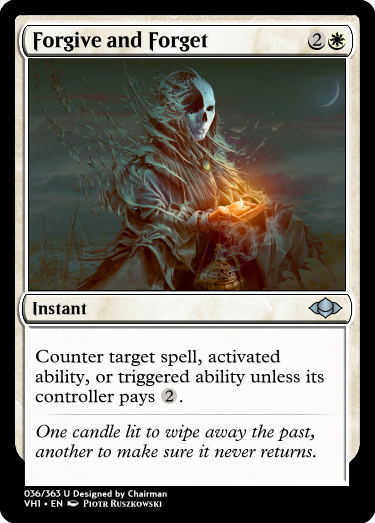 Forgive and Forget 2
Instant
Counter target spell, activated
ability, or triggered ability unless its
controller pays 2.
One candle lit to wipe away the past,
another to make sure it never returns.
036/363 U Designed by Chairman
VH1 • EN Piotr Ruszkowski